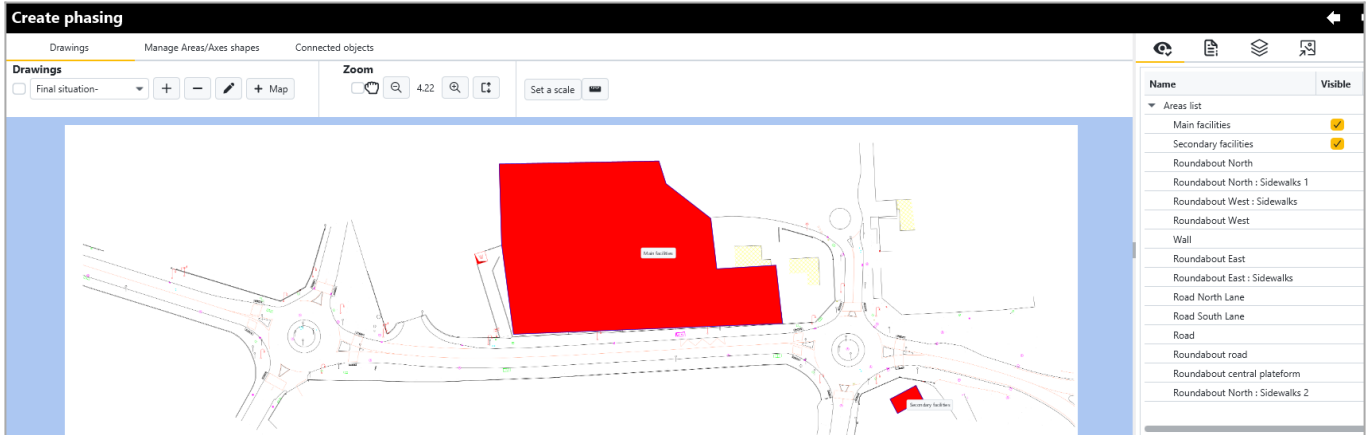 Create phasing
Drawings
Manage Areas/Axes shapes
Connected objects
Drawings
Zoom
Final situation-
+ Map
4.22
Set a scale
Name
Visible
Areas list
Main facilities
Secondary facilities
Roundabout North
Roundabout North : Sidewalks 1
Roundabout West : Sidewalks
Roundabout West
Wall
Roundabout East
Roundabout East : Sidewalks
Road North Lane
Road South Lane
Road
Roundabout road
Roundabout central plateform
Roundabout North : Sidewalks 2
Main facilities
Secondary facilities